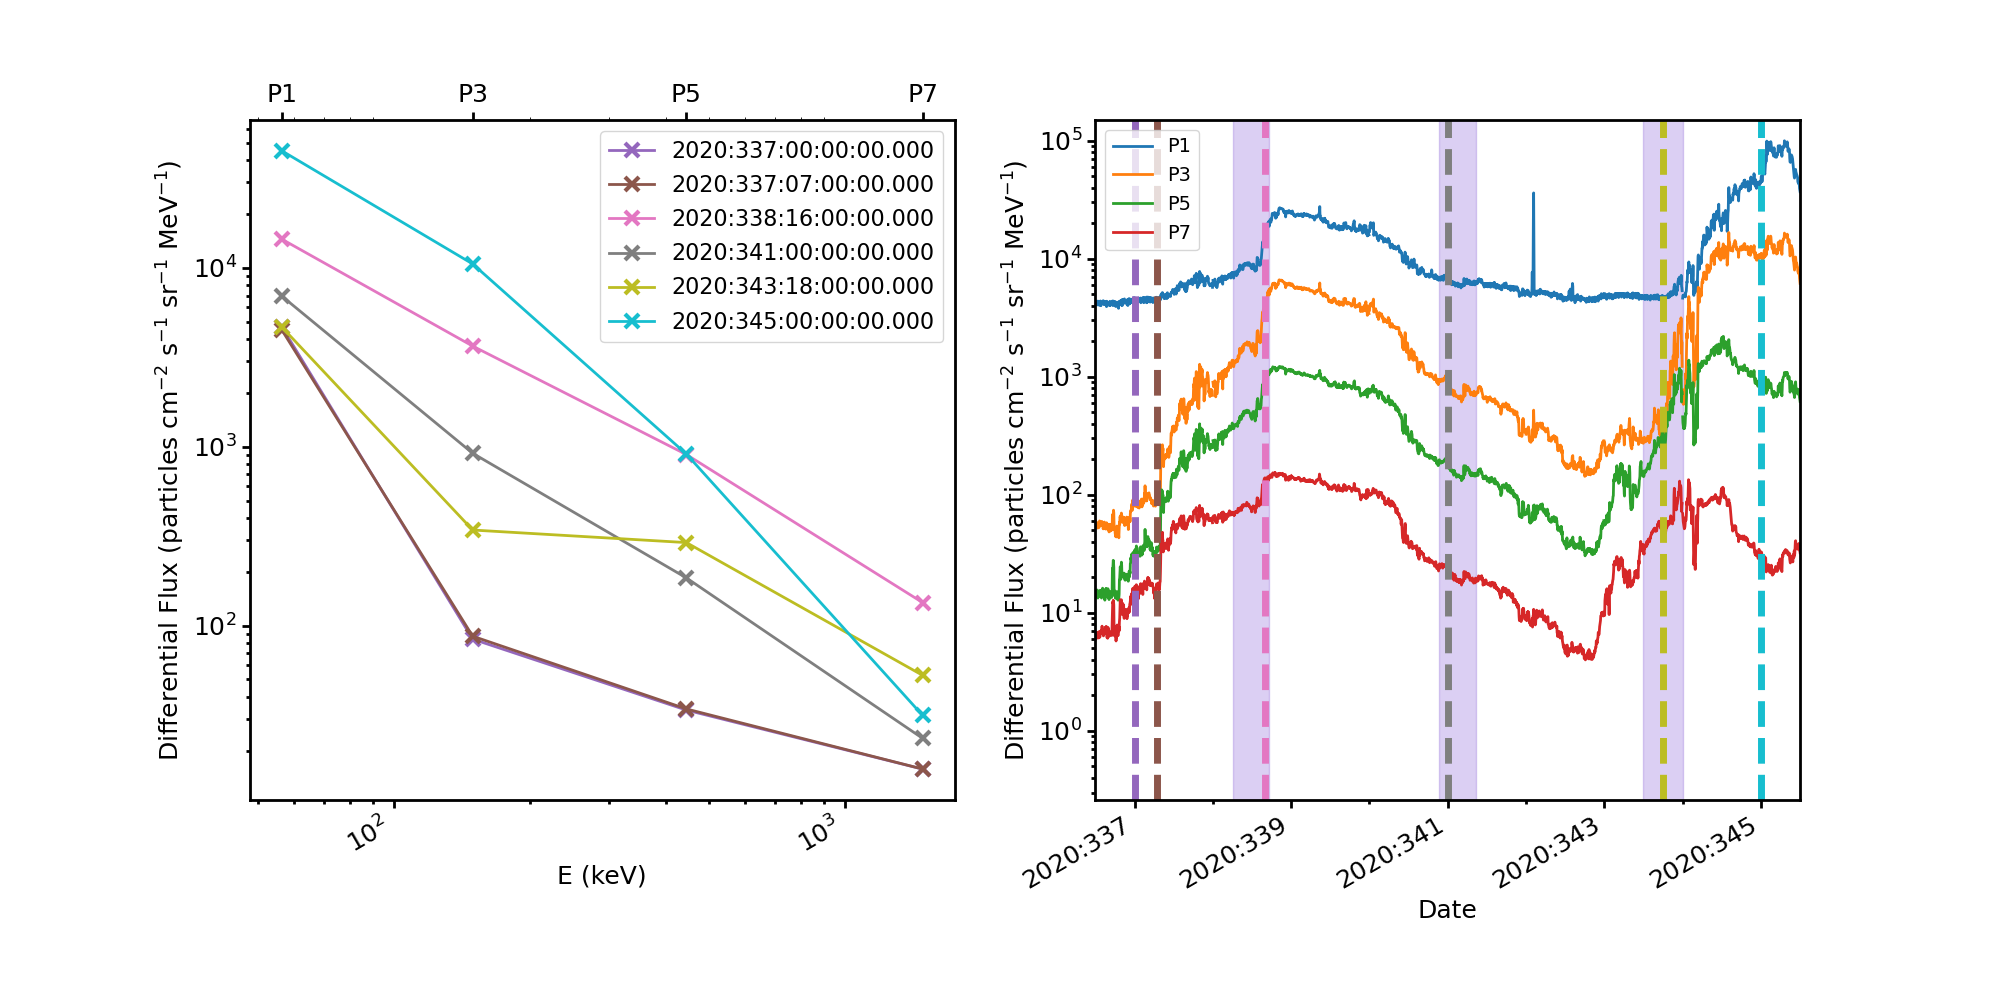 P1 P3 P5 P7
Differential Flux (particles cm⁻² s⁻¹ sr⁻¹ MeV⁻¹)
10⁴
10³
10²
2020:337:00:00:00.000
2020:337:07:00:00.000
2020:338:16:00:00.000
2020:341:00:00:00.000
2020:343:18:00:00.000
2020:345:00:00:00.000
10² 10³
E (keV)
Differential Flux (particles cm⁻² s⁻¹ sr⁻¹ MeV⁻¹)
10⁵
10⁴
10³
10²
10¹
10⁰
P1
P3
P5
P7
2020:337 2020:339 2020:341 2020:343 2020:345
Date